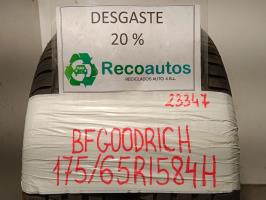 DESGASTE
20 %
Recoautos
RECICLADOS AUTO 4 S.L.
23347
BFGOODRICH
175/65R1584H